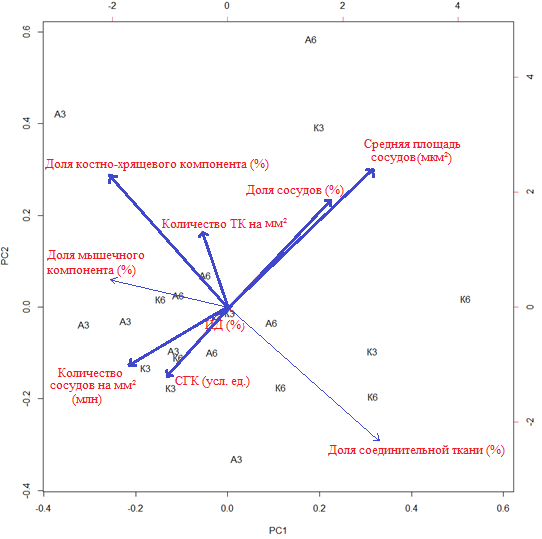 -2 0 2 4
0.6 А6
4
А3
0.4 К3
Средняя площадь
сосудов (мкм²)
Доля костно-хрящевого компонента (%)
Доля сосудов (%)
0.2 2
Количество ТК на мм²
PC2
Доля мышечного
компонента (%)
А6
К6 А6 К6
0.0 К3 0
А3 А3 (%) А6
А3 К6 А6 К3
Количество
сосудов на мм²
(млн)
К3 СГК (усл. ед.)
К3 К6 К6
-0.2
-2
Доля соединительной ткани (%)
А3
-0.4
-0.4 -0.2 0.0 0.2 0.4 0.6
PC1